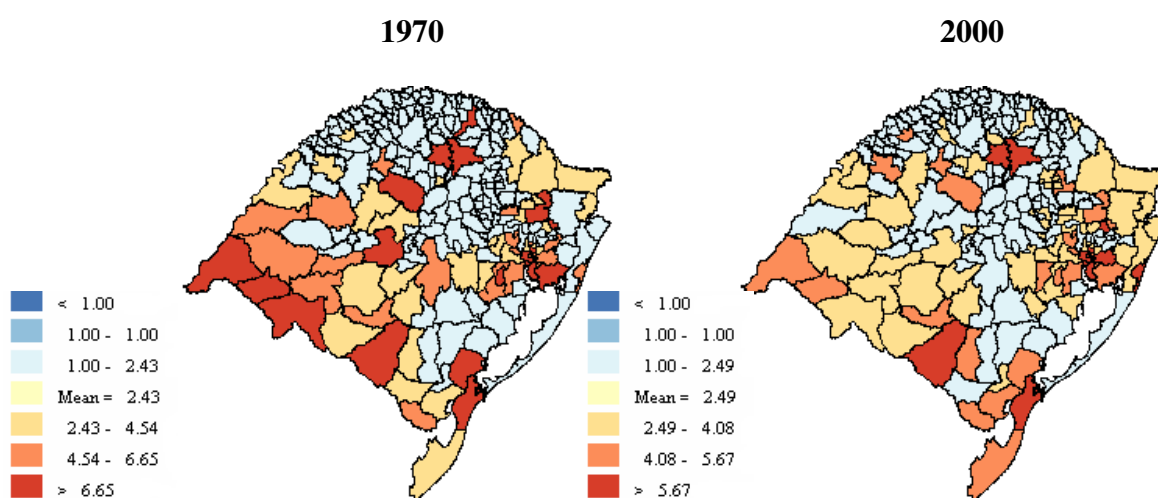 1970
2000
< 1.00
1.00 - 1.00
1.00 - 2.43
Mean = 2.43
2.43 - 4.54
4.54 - 6.65
> 6.65
< 1.00
1.00 - 1.00
1.00 - 2.49
Mean = 2.49
2.49 - 4.08
4.08 - 5.67
> 5.67